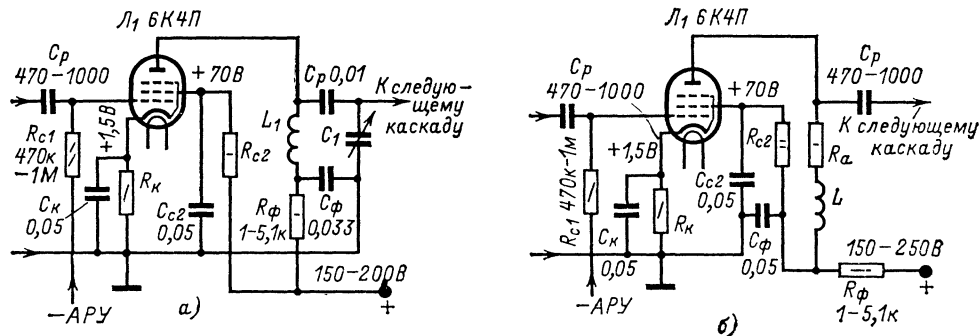 Л₁ 6К4П
Cр
470-1000
+70В
Cр 0,01
К следую-
щему
каскаду
Rс1
470к
-1М
+1,5В
L₁
C₁
Rс2
Cк
0,05
Rк
Cс2
0,05
Rф
1-5,1к
Cф
0,033
150-200В
+
-АРУ
а)
Л₁ 6К4П
Cр
470-1000
+70В
Cр
470-1000
К следующему
каскаду
+1,5В
Rс2
Rа
Rс1 470к-1М
Cс2
0,05
L
Cк
0,05
Rк
Cф
0,05
150-250В
+
Rф
1-5,1к
-АРУ
б)